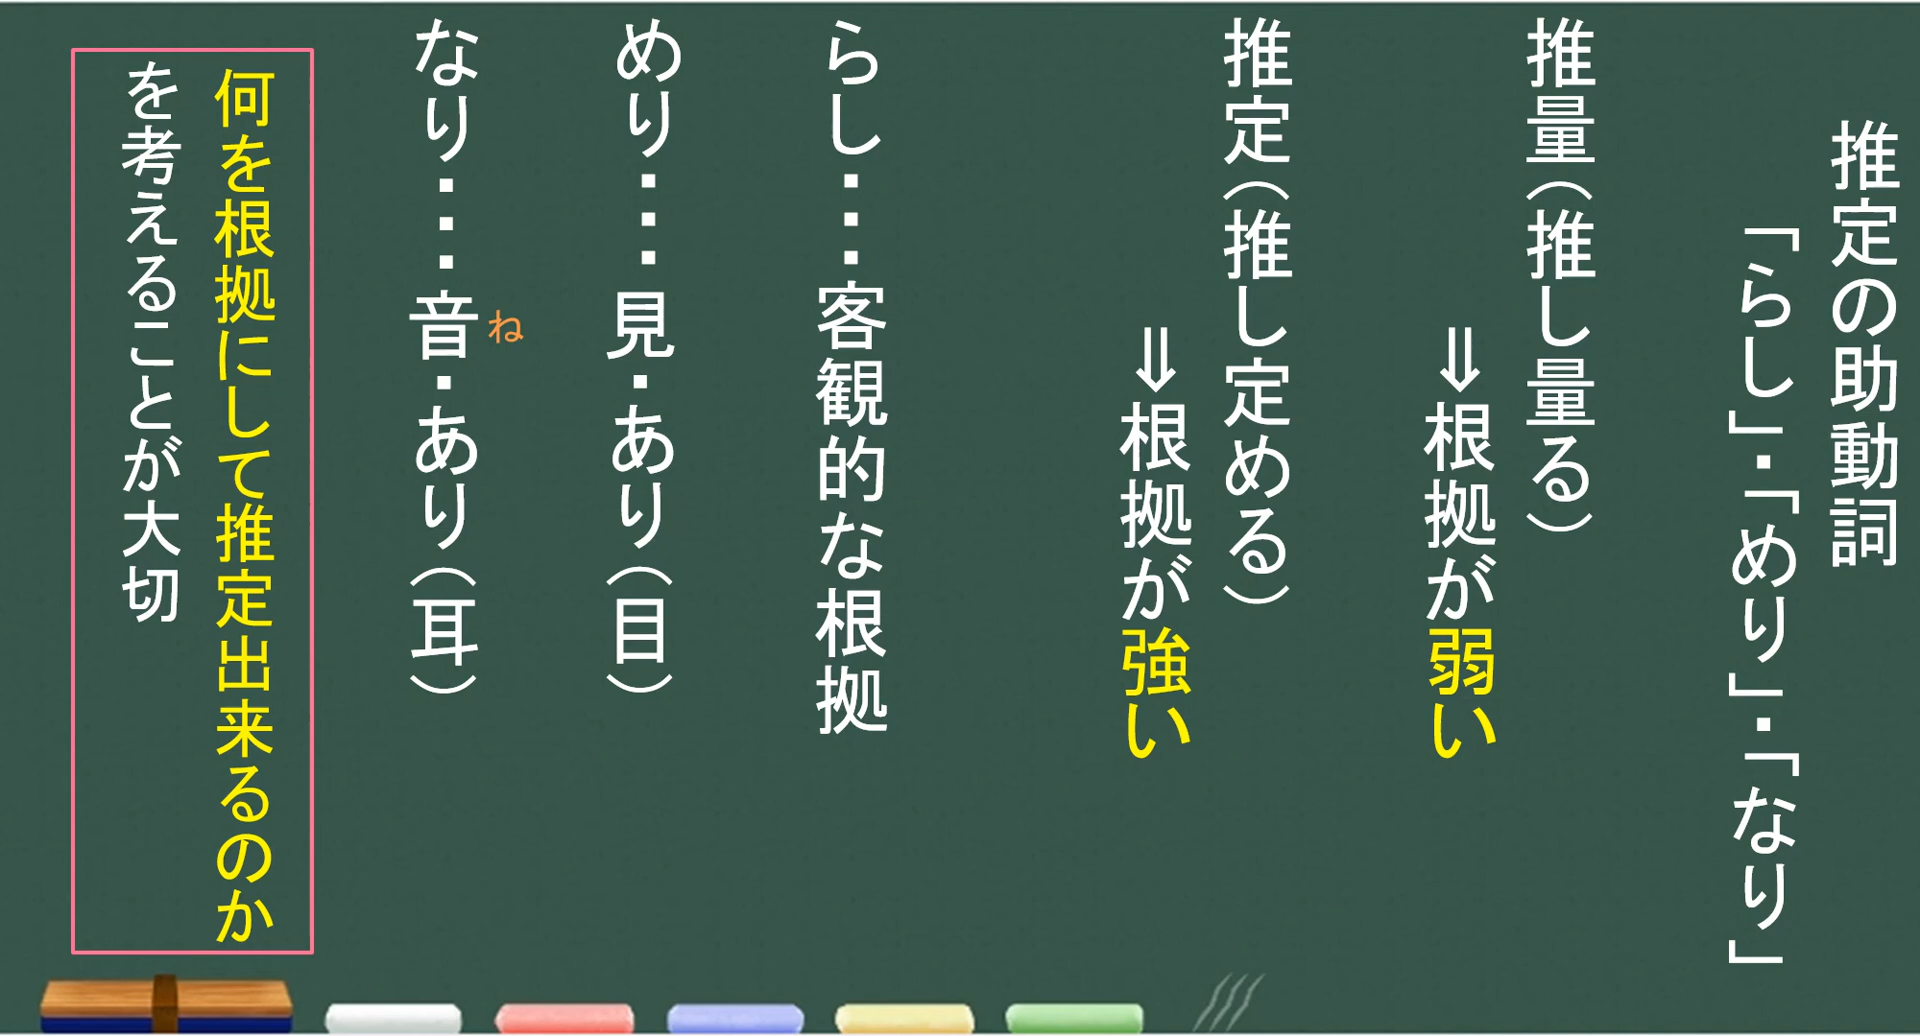 推定の助動詞
「らし」・「めり」・「なり」
推量(推し量る)
⇒根拠が弱い
推定(推し定める)
⇒根拠が強い
らし・・・客観的な根拠
めり・・・見・あり(目)
なり・・・音・あり(耳)
ね
何を根拠にして推定出来るのか
を考えることが大切